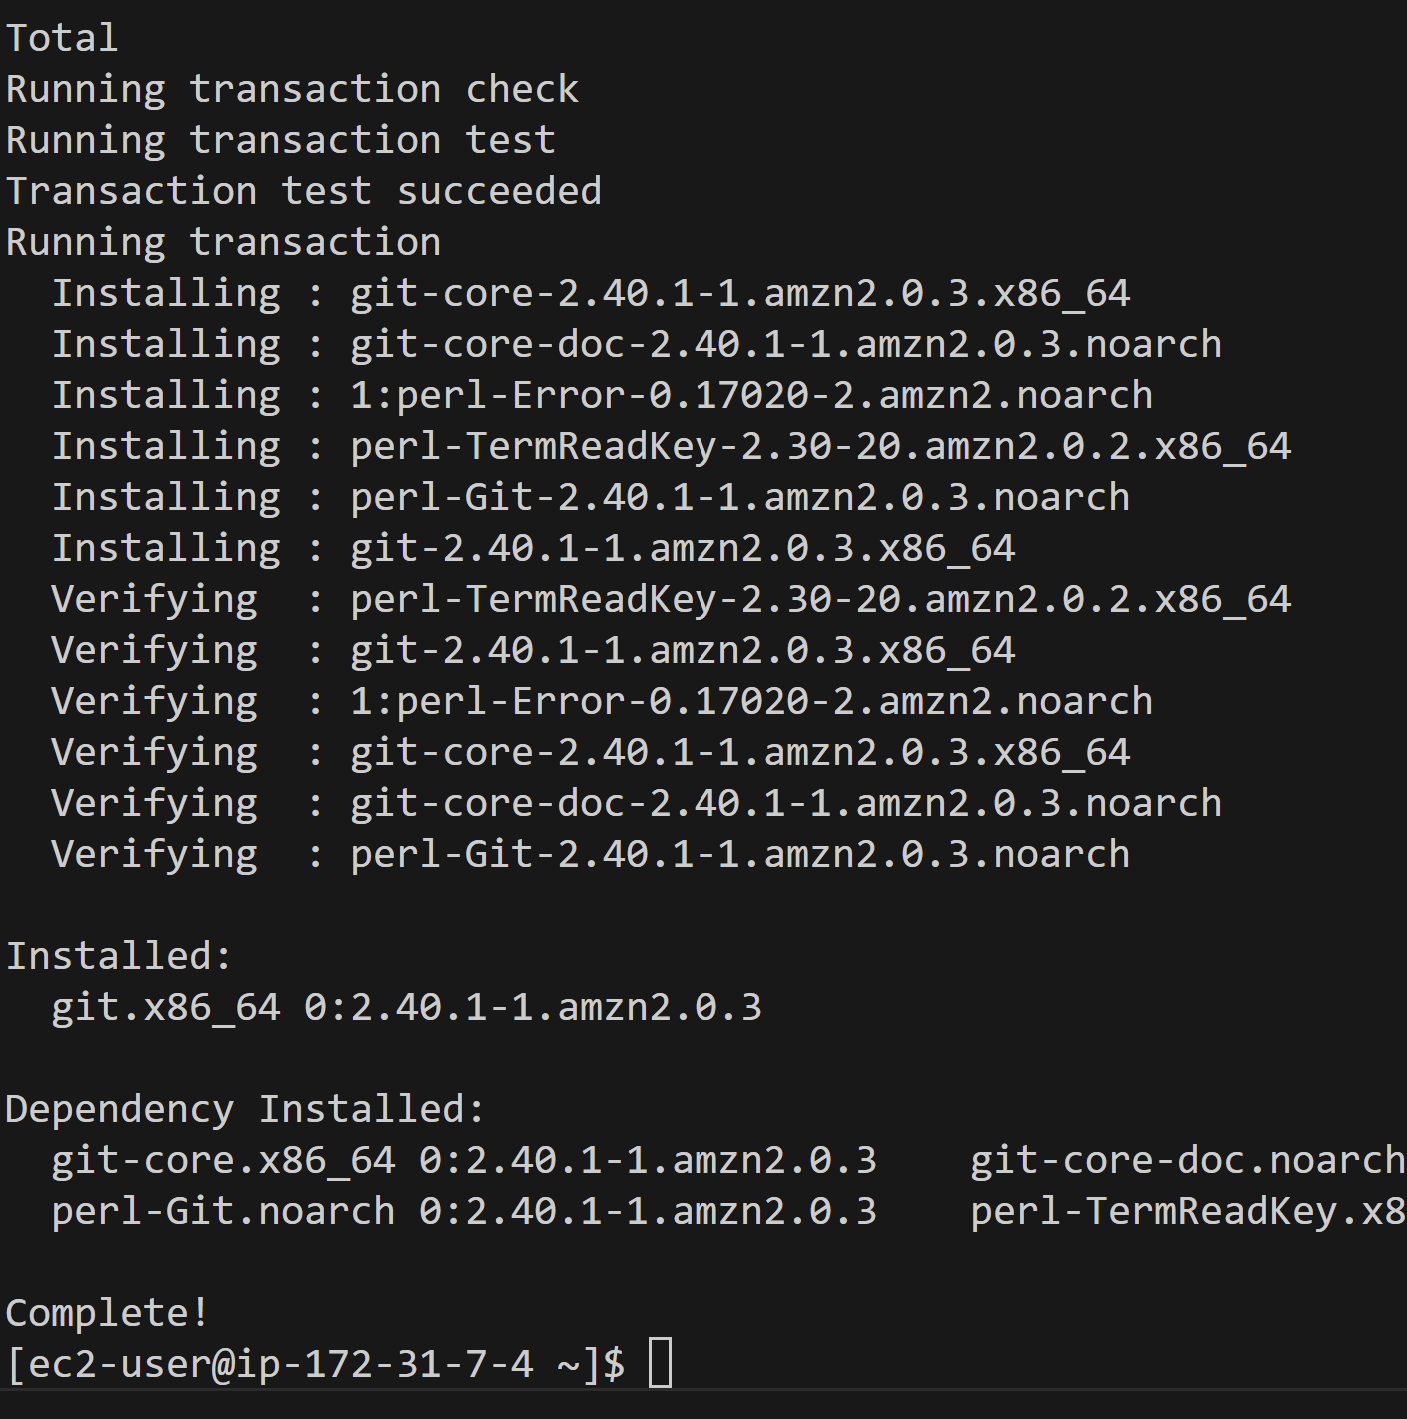 Total
Running transaction check
Running transaction test
Transaction test succeeded
Running transaction
  Installing : git-core-2.40.1-1.amzn2.0.3.x86_64
  Installing : git-core-doc-2.40.1-1.amzn2.0.3.noarch
  Installing : 1:perl-Error-0.17020-2.amzn2.noarch
  Installing : perl-TermReadKey-2.30-20.amzn2.0.2.x86_64
  Installing : perl-Git-2.40.1-1.amzn2.0.3.noarch
  Installing : git-2.40.1-1.amzn2.0.3.x86_64
  Verifying  : perl-TermReadKey-2.30-20.amzn2.0.2.x86_64
  Verifying  : git-2.40.1-1.amzn2.0.3.x86_64
  Verifying  : 1:perl-Error-0.17020-2.amzn2.noarch
  Verifying  : git-core-2.40.1-1.amzn2.0.3.x86_64
  Verifying  : git-core-doc-2.40.1-1.amzn2.0.3.noarch
  Verifying  : perl-Git-2.40.1-1.amzn2.0.3.noarch

Installed:
  git.x86_64 0:2.40.1-1.amzn2.0.3

Dependency Installed:
  git-core.x86_64 0:2.40.1-1.amzn2.0.3    git-core-doc.noarch
  perl-Git.noarch 0:2.40.1-1.amzn2.0.3    perl-TermReadKey.x8

Complete!
[ec2-user@ip-172-31-7-4 ~]$